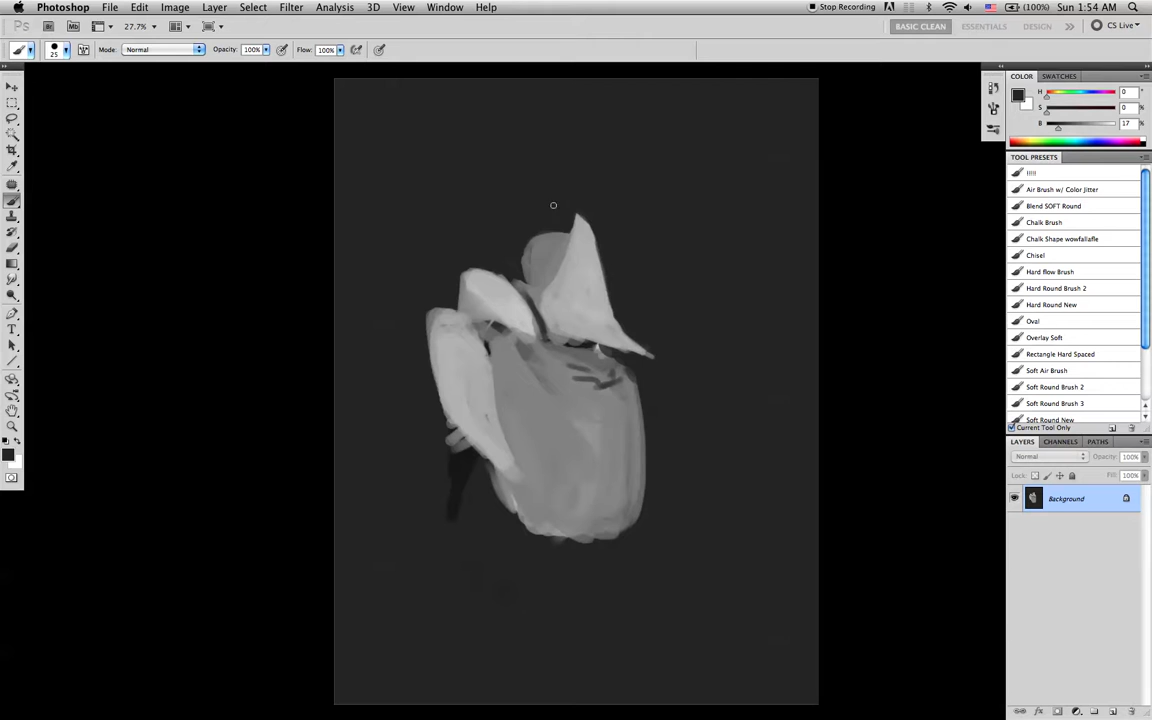 Photoshop File Edit Image Layer Select Filter Analysis 3D View Window Help Stop Recording (100%) Sun 1:54 AM
Ps Br Mb 27.7% BASIC CLEAN ESSENTIALS DESIGN CS Live
25 Mode: Normal Opacity: 100% Flow: 100%
COLOR SWATCHES
H 0 °
S 0 %
B 17 %
TOOL PRESETS
!!!!!
Air Brush w/ Color Jitter
Blend SOFT Round
Chalk Brush
Chalk Shape wowfallafle
Chisel
Hard flow Brush
Hard Round Brush 2
Hard Round New
Oval
Overlay Soft
Rectangle Hard Spaced
Soft Air Brush
Soft Round Brush 2
Soft Round Brush 3
Soft Round New
Current Tool Only
LAYERS CHANNELS PATHS
Normal Opacity: 100%
Lock: Fill: 100%
Background
fx
T